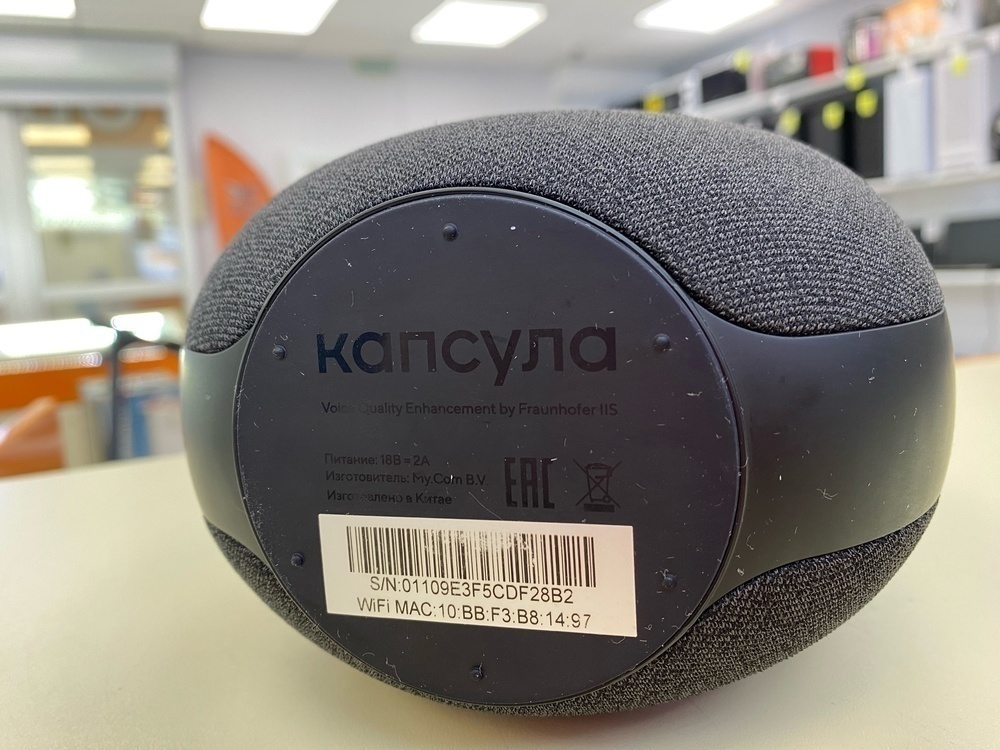 капсула
Voice Quality Enhancement by Fraunhofer IIS
Питание: 18В=2А
Изготовитель: My.Com B.V.
Изготовлено в Китае
EAC
S/N:01109E3F5CDF28B2
WiFi MAC:10:BB:F3:B8:14:97